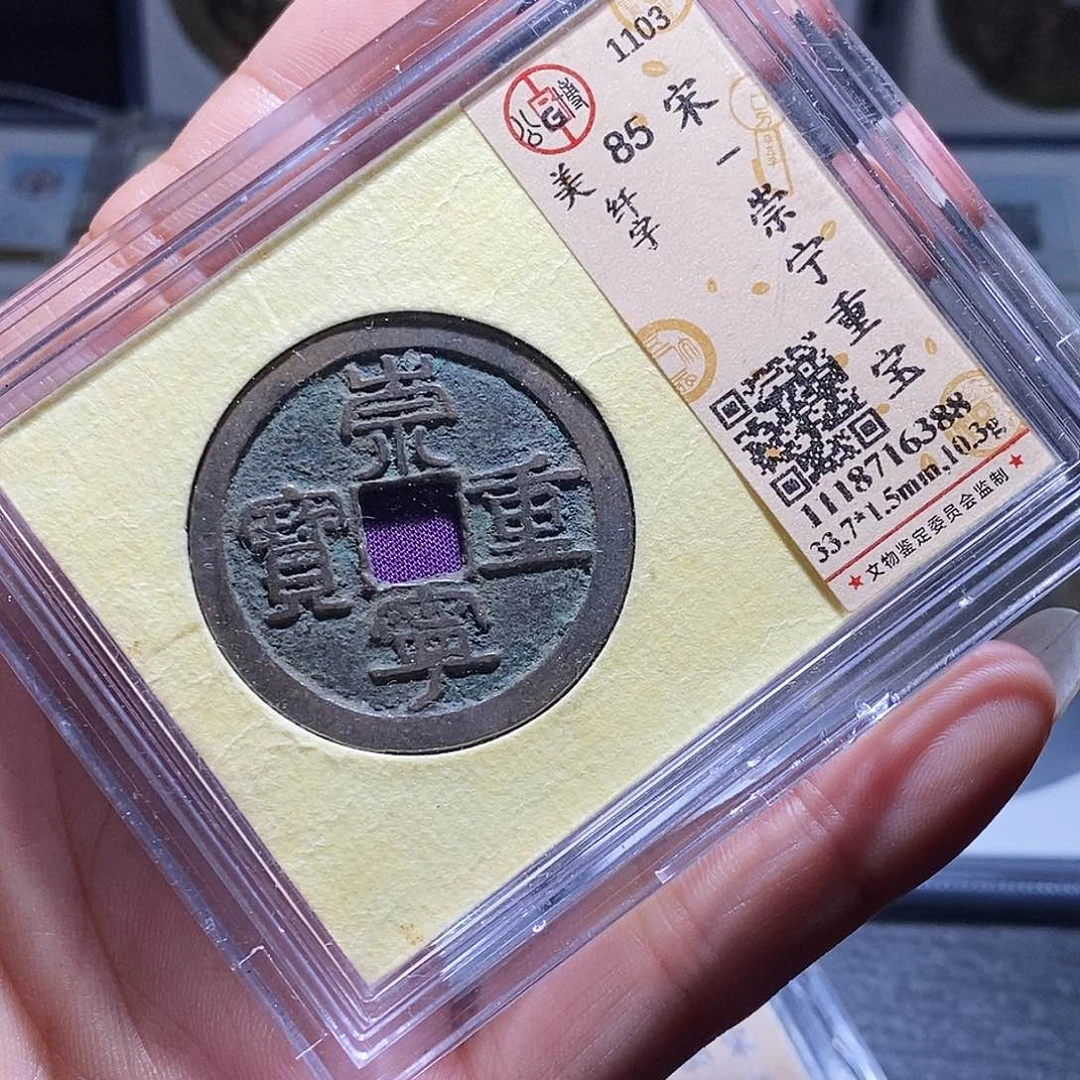 崇
重
寧
寶
1103
宋
一
崇宁重宝
85
美
纤字
1118716388
33.7*1.5mm,10.3g
★文物鉴定委员会监制★